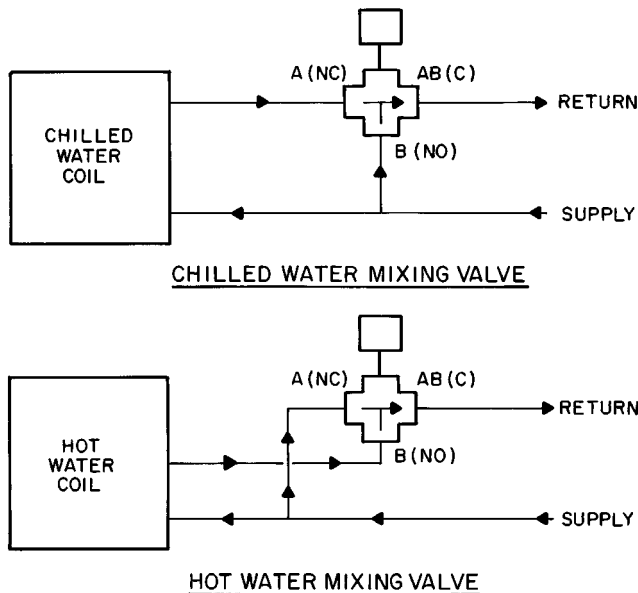 A (NC)
AB (C)
RETURN
CHILLED
WATER
COIL
B (NO)
SUPPLY
CHILLED WATER MIXING VALVE
A (NC)
AB (C)
RETURN
HOT
WATER
COIL
B (NO)
SUPPLY
HOT WATER MIXING VALVE